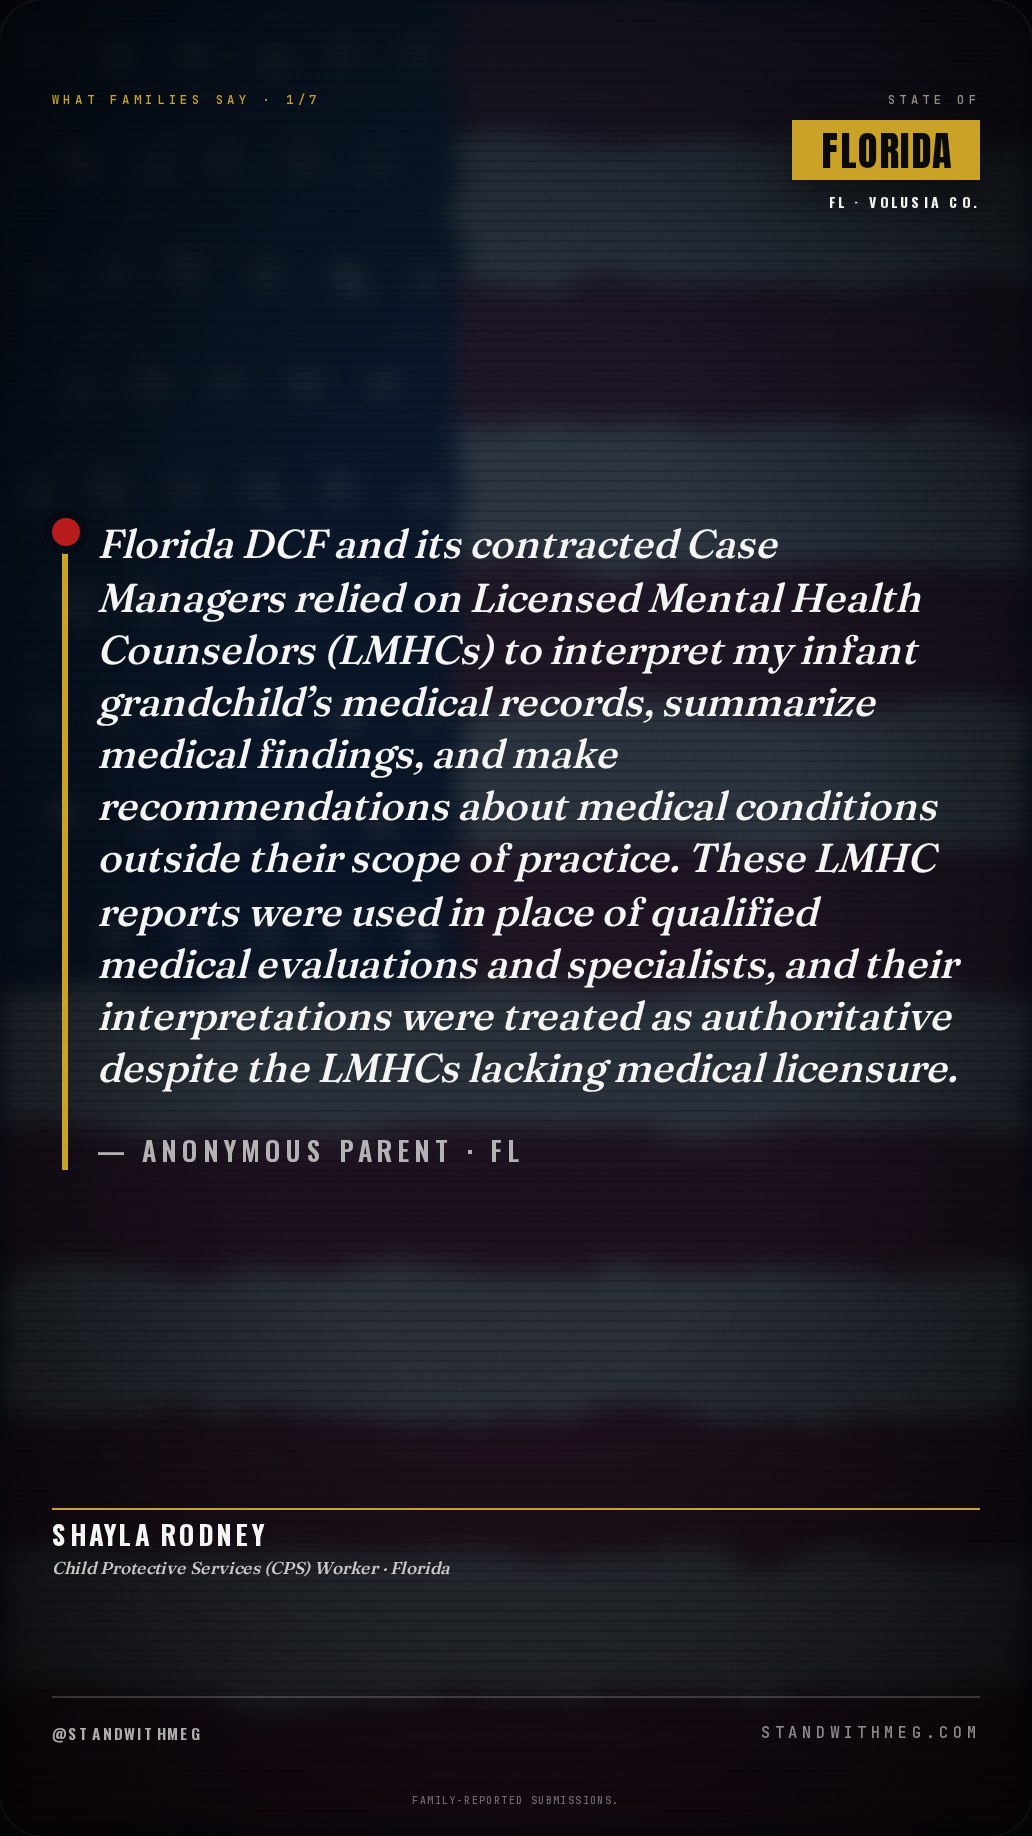 WHAT FAMILIES SAY · 1/7
STATE OF
FLORIDA
FL · VOLUSIA CO.
Florida DCF and its contracted Case
Managers relied on Licensed Mental Health
Counselors (LMHCs) to interpret my infant
grandchild’s medical records, summarize
medical findings, and make
recommendations about medical conditions
outside their scope of practice. These LMHC
reports were used in place of qualified
medical evaluations and specialists, and their
interpretations were treated as authoritative
despite the LMHCs lacking medical licensure.
— ANONYMOUS PARENT · FL
SHAYLA RODNEY
Child Protective Services (CPS) Worker · Florida
@STANDWITHMEG
STANDWITHMEG.COM
FAMILY-REPORTED SUBMISSIONS.